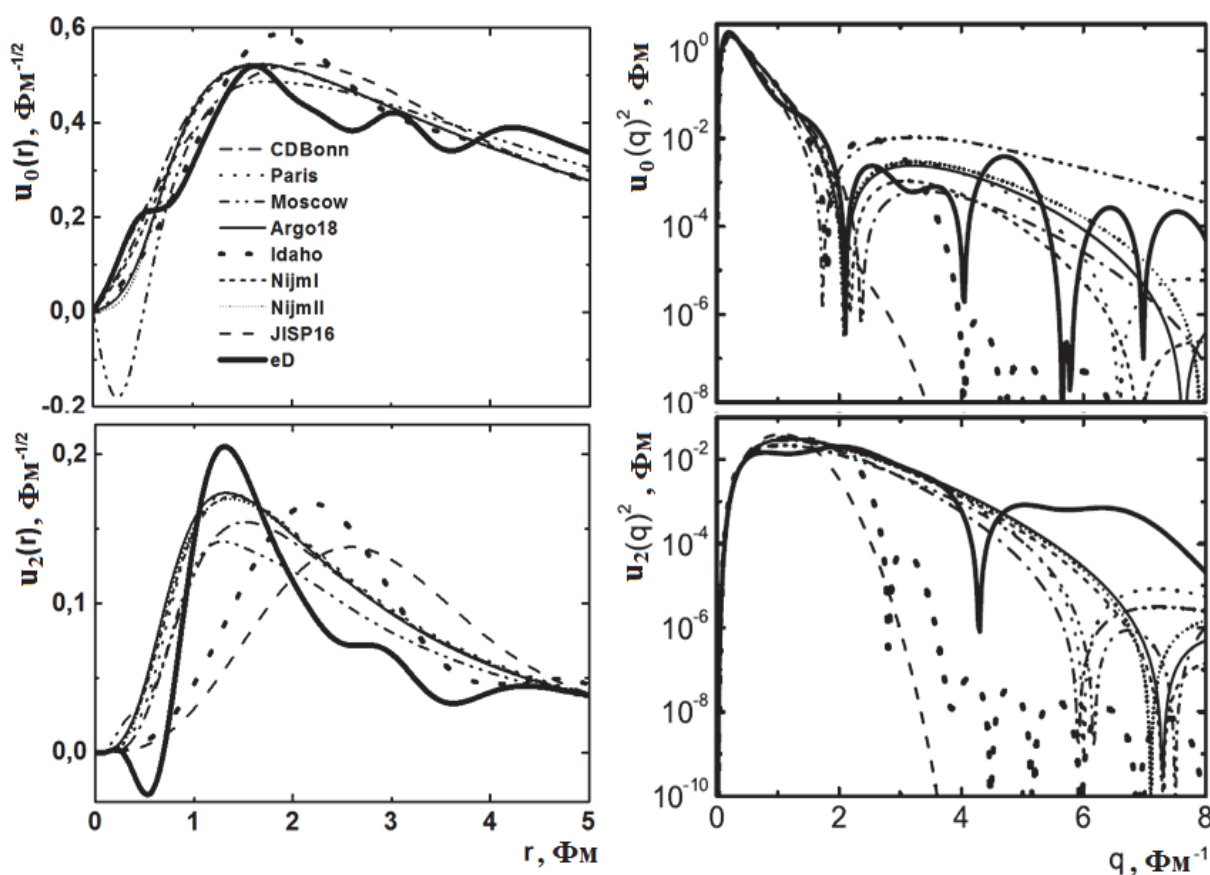 u₀(r), Фм⁻¹/²
0,6
0,4
0,2
0,0
-0.2
CDBonn
Paris
Moscow
Argo18
Idaho
NijmI
NijmII
JISP16
eD
u₂(r), Фм⁻¹/²
0,2
0,1
0,0
0 1 2 3 4 5
r, Фм
u₀(q)², Фм
10⁰
10⁻²
10⁻⁴
10⁻⁶
10⁻⁸
u₂(q)², Фм
10⁻²
10⁻⁴
10⁻⁶
10⁻⁸
10⁻¹⁰
0 2 4 6 8
q, Фм⁻¹